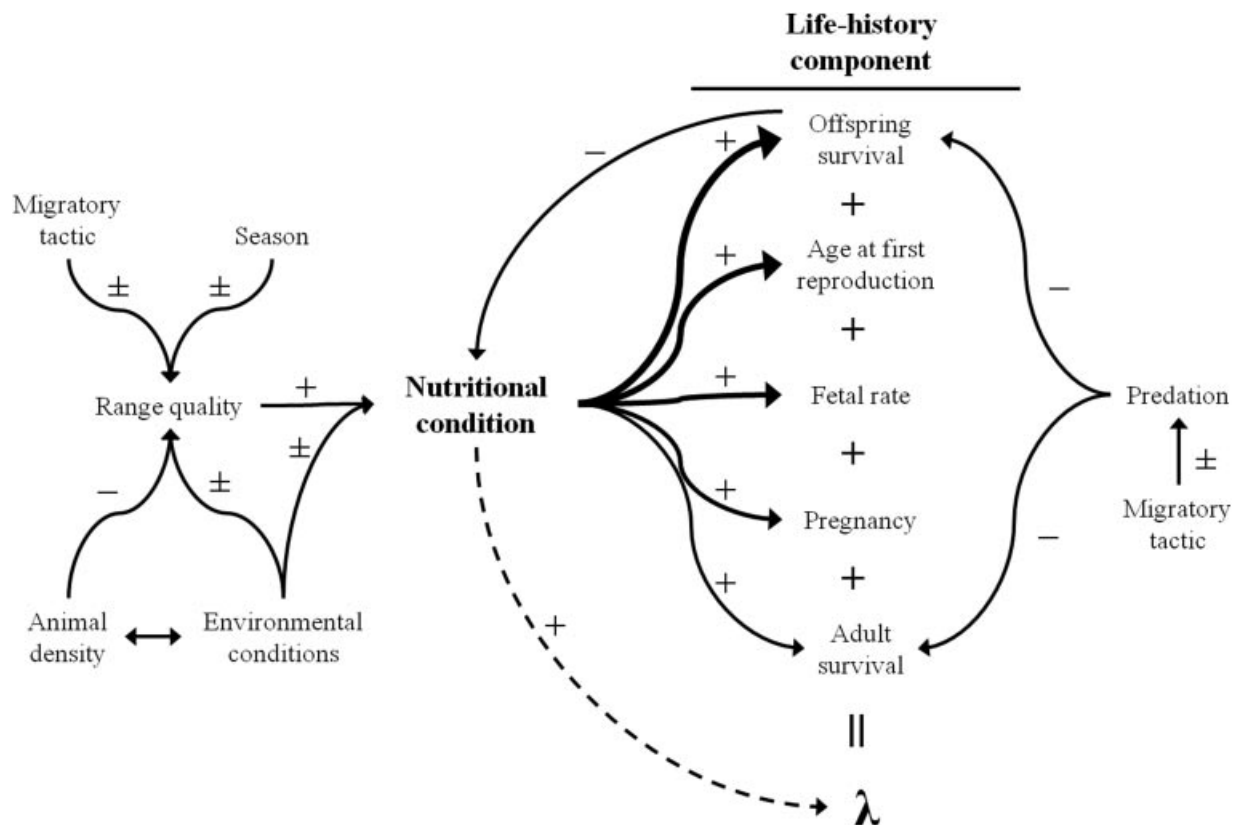 Life-history
component
Offspring
survival
+
−
+
Migratory
tactic
Season
Age at first
reproduction
+
±
±
+
−
Nutritional
condition
+
Range quality
+
Fetal rate
Predation
±
+
±
−
±
+
Pregnancy
Migratory
tactic
−
+
+
Animal
density
Environmental
conditions
Adult
survival
+
=
λ